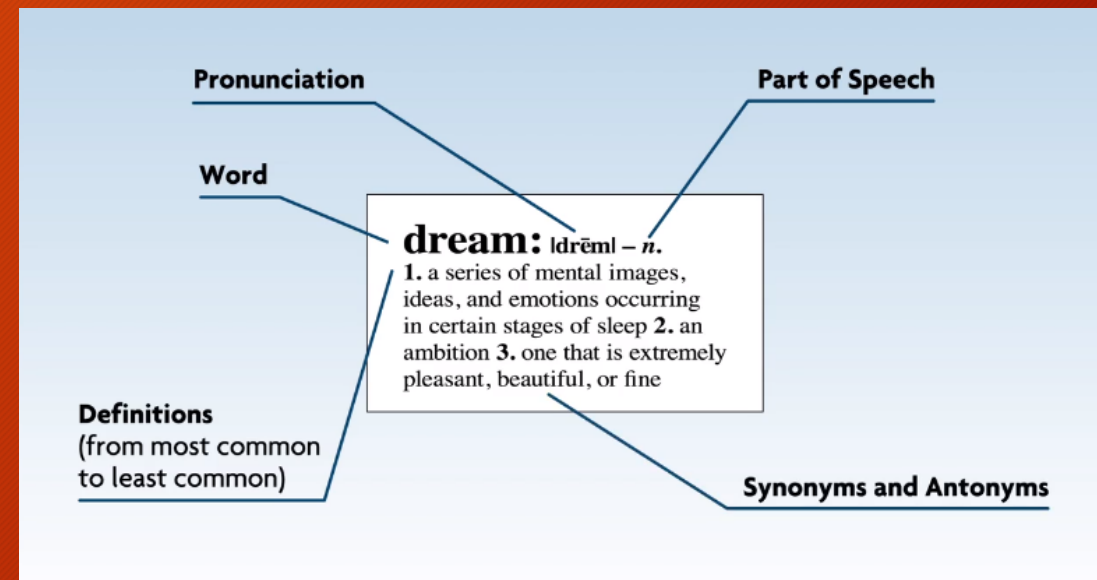 Pronunciation
Part of Speech
Word
dream: |drēm| – n.
1. a series of mental images,
ideas, and emotions occurring
in certain stages of sleep 2. an
ambition 3. one that is extremely
pleasant, beautiful, or fine
Definitions
(from most common
to least common)
Synonyms and Antonyms